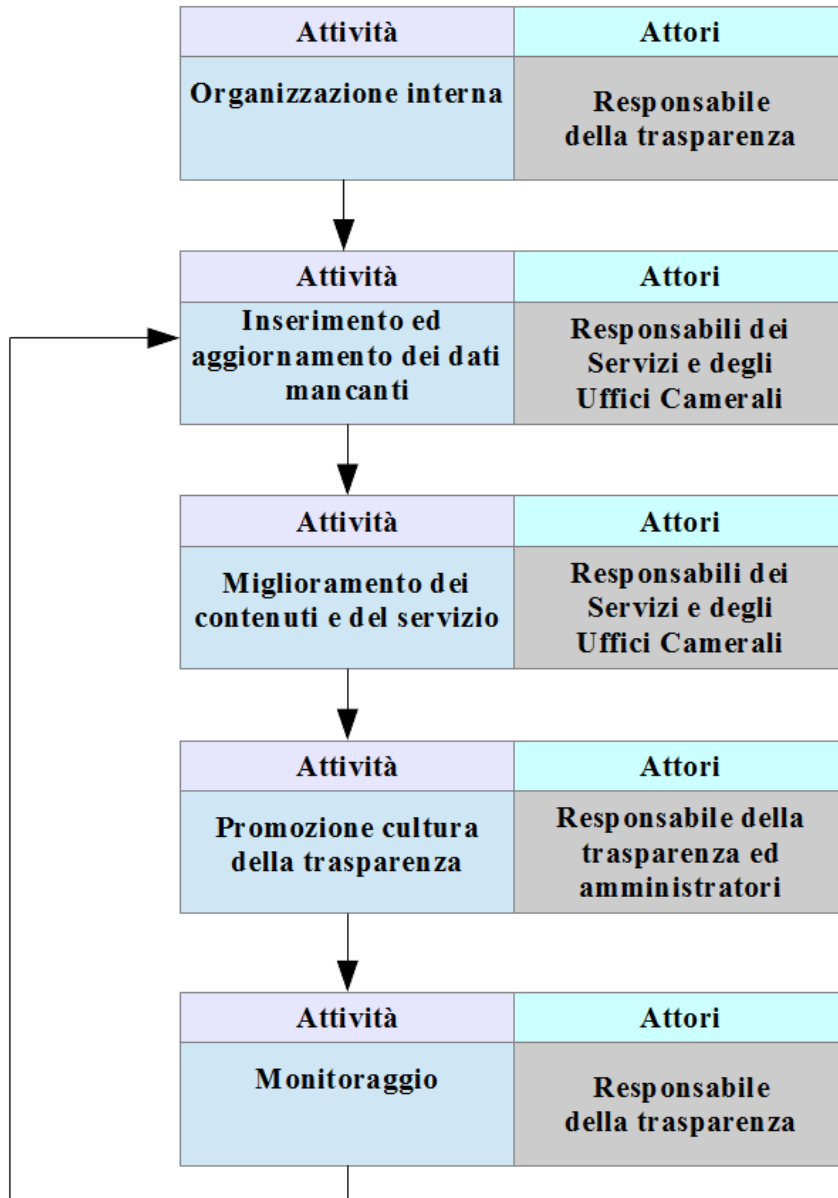 Attività
Attori
Organizzazione interna
Responsabile
della trasparenza
Attività
Attori
Inserimento ed
aggiornamento dei dati
mancanti
Responsabili dei
Servizi e degli
Uffici Camerali
Attività
Attori
Miglioramento dei
contenuti e del servizio
Responsabili dei
Servizi e degli
Uffici Camerali
Attività
Attori
Promozione cultura
della trasparenza
Responsabile della
trasparenza ed
amministratori
Attività
Attori
Monitoraggio
Responsabile
della trasparenza